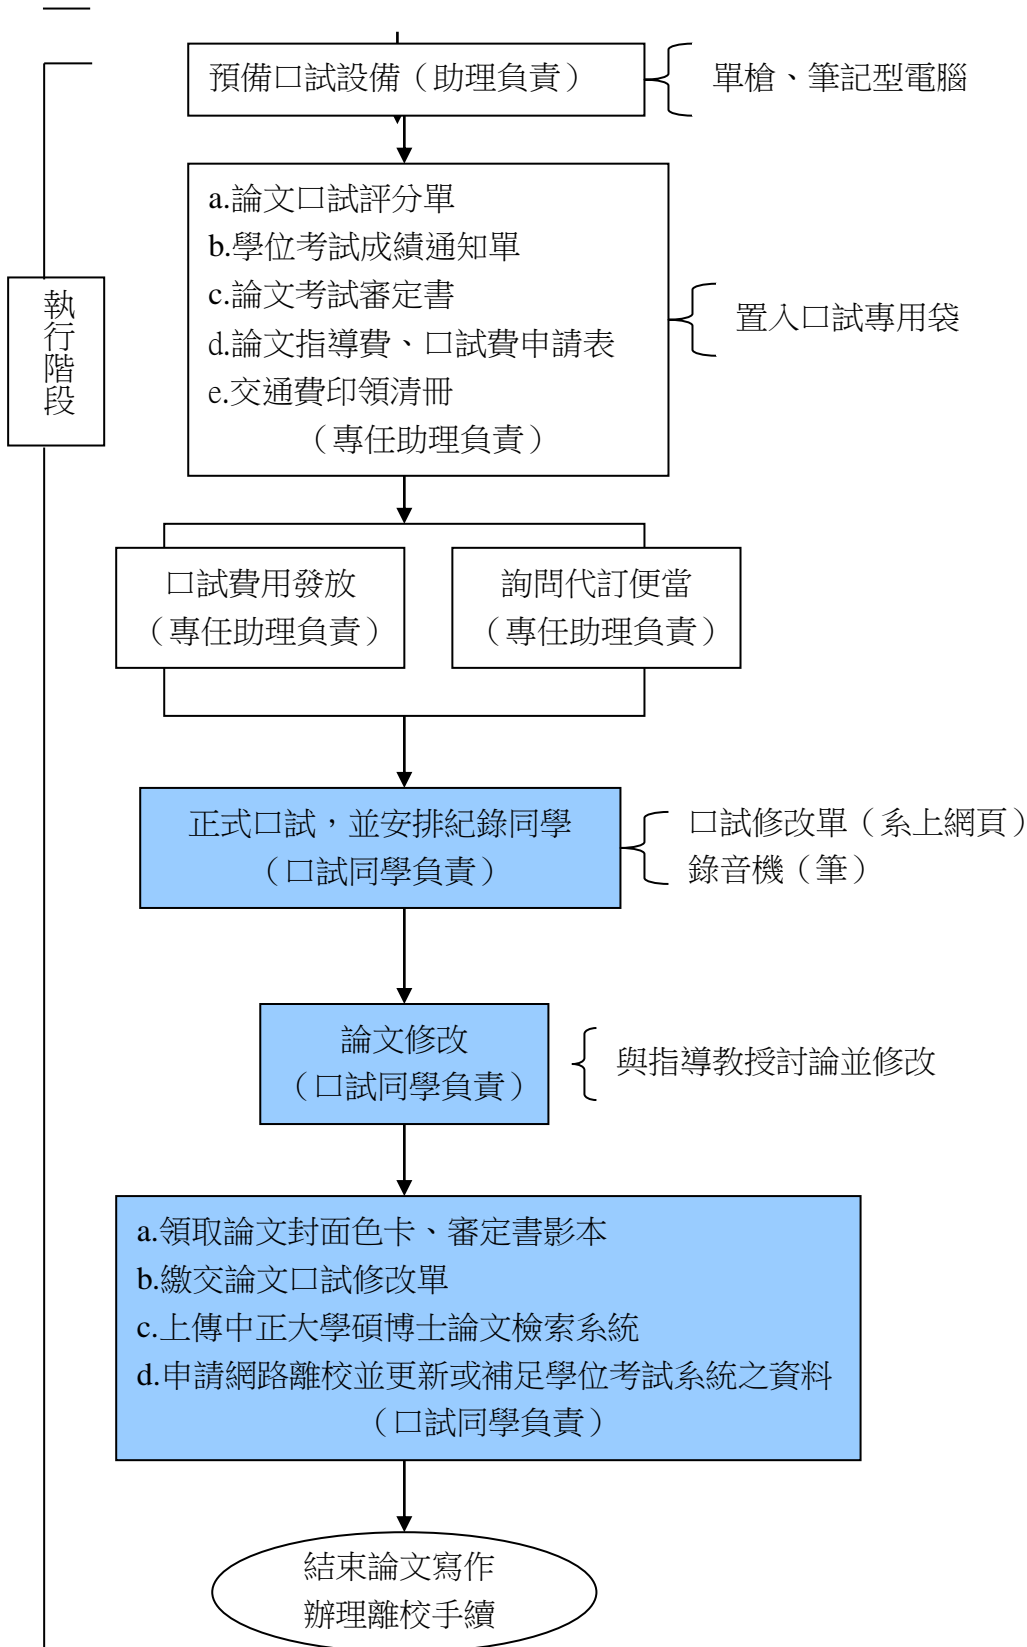 預備口試設備（助理負責）
單槍、筆記型電腦
a.論文口試評分單
b.學位考試成績通知單
c.論文考試審定書
d.論文指導費、口試費申請表
e.交通費印領清冊
（專任助理負責）
置入口試專用袋
執行階段
口試費用發放
（專任助理負責）
詢問代訂便當
（專任助理負責）
正式口試，並安排紀錄同學
（口試同學負責）
口試修改單（系上網頁）
錄音機（筆）
論文修改
（口試同學負責）
與指導教授討論並修改
a.領取論文封面色卡、審定書影本
b.繳交論文口試修改單
c.上傳中正大學碩博士論文檢索系統
d.申請網路離校並更新或補足學位考試系統之資料
（口試同學負責）
結束論文寫作
辦理離校手續